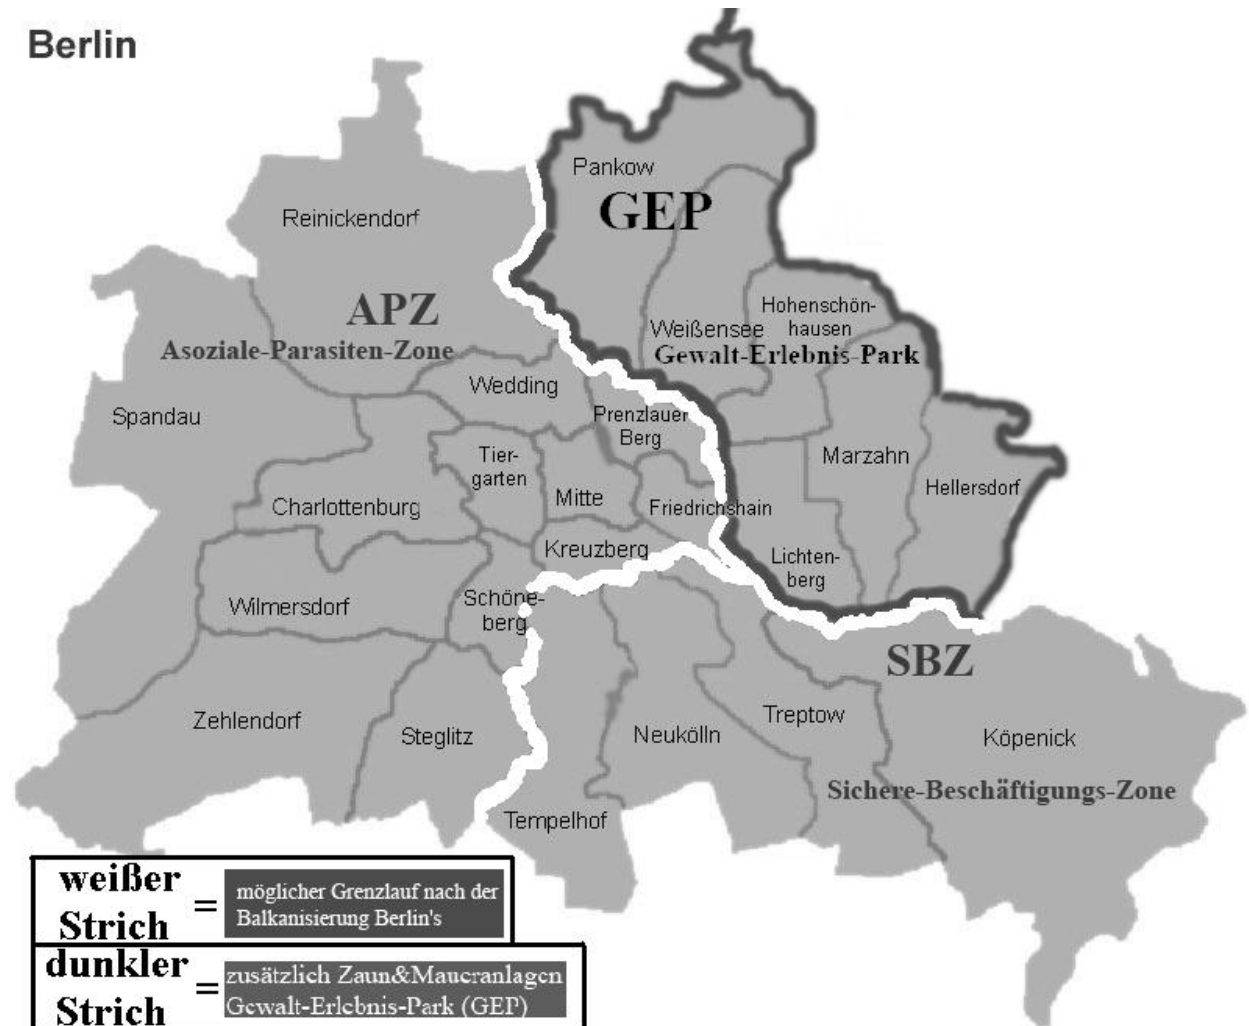 Berlin
Pankow
GEP
Reinickendorf
APZ
Asoziale-Parasiten-Zone
Hohenschön-
hausen
Weißensee
Gewalt-Erlebnis-Park
Wedding
Spandau
Prenzlauer
Berg
Tier-
garten
Marzahn
Mitte
Hellersdorf
Charlottenburg
Friedrichshain
Kreuzberg
Lichten-
berg
Wilmersdorf
Schöne-
berg
SBZ
Zehlendorf
Steglitz
Neukölln
Treptow
Köpenick
Sichere-Beschäftigungs-Zone
Tempelhof
weißer
Strich
=
möglicher Grenzlauf nach der
Balkanisierung Berlin's
dunkler
Strich
=
zusätzlich Zaun&Maueranlagen
Gewalt-Erlebnis-Park (GEP)